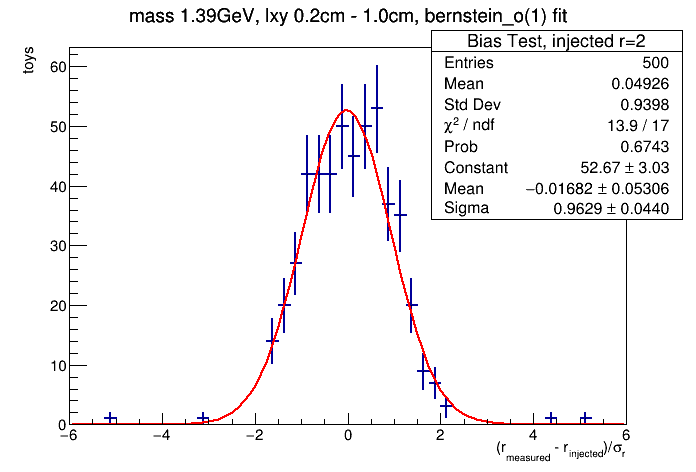 mass 1.39GeV, lxy 0.2cm - 1.0cm, bernstein_o(1) fit
Bias Test, injected r=2
Entries 500
Mean 0.04926
Std Dev 0.9398
χ² / ndf 13.9 / 17
Prob 0.6743
Constant 52.67 ± 3.03
Mean −0.01682 ± 0.05306
Sigma 0.9629 ± 0.0440
toys
60
50
40
30
20
10
0
−6 −4 −2 0 2 4 6
(r_measured - r_injected)/σ_r